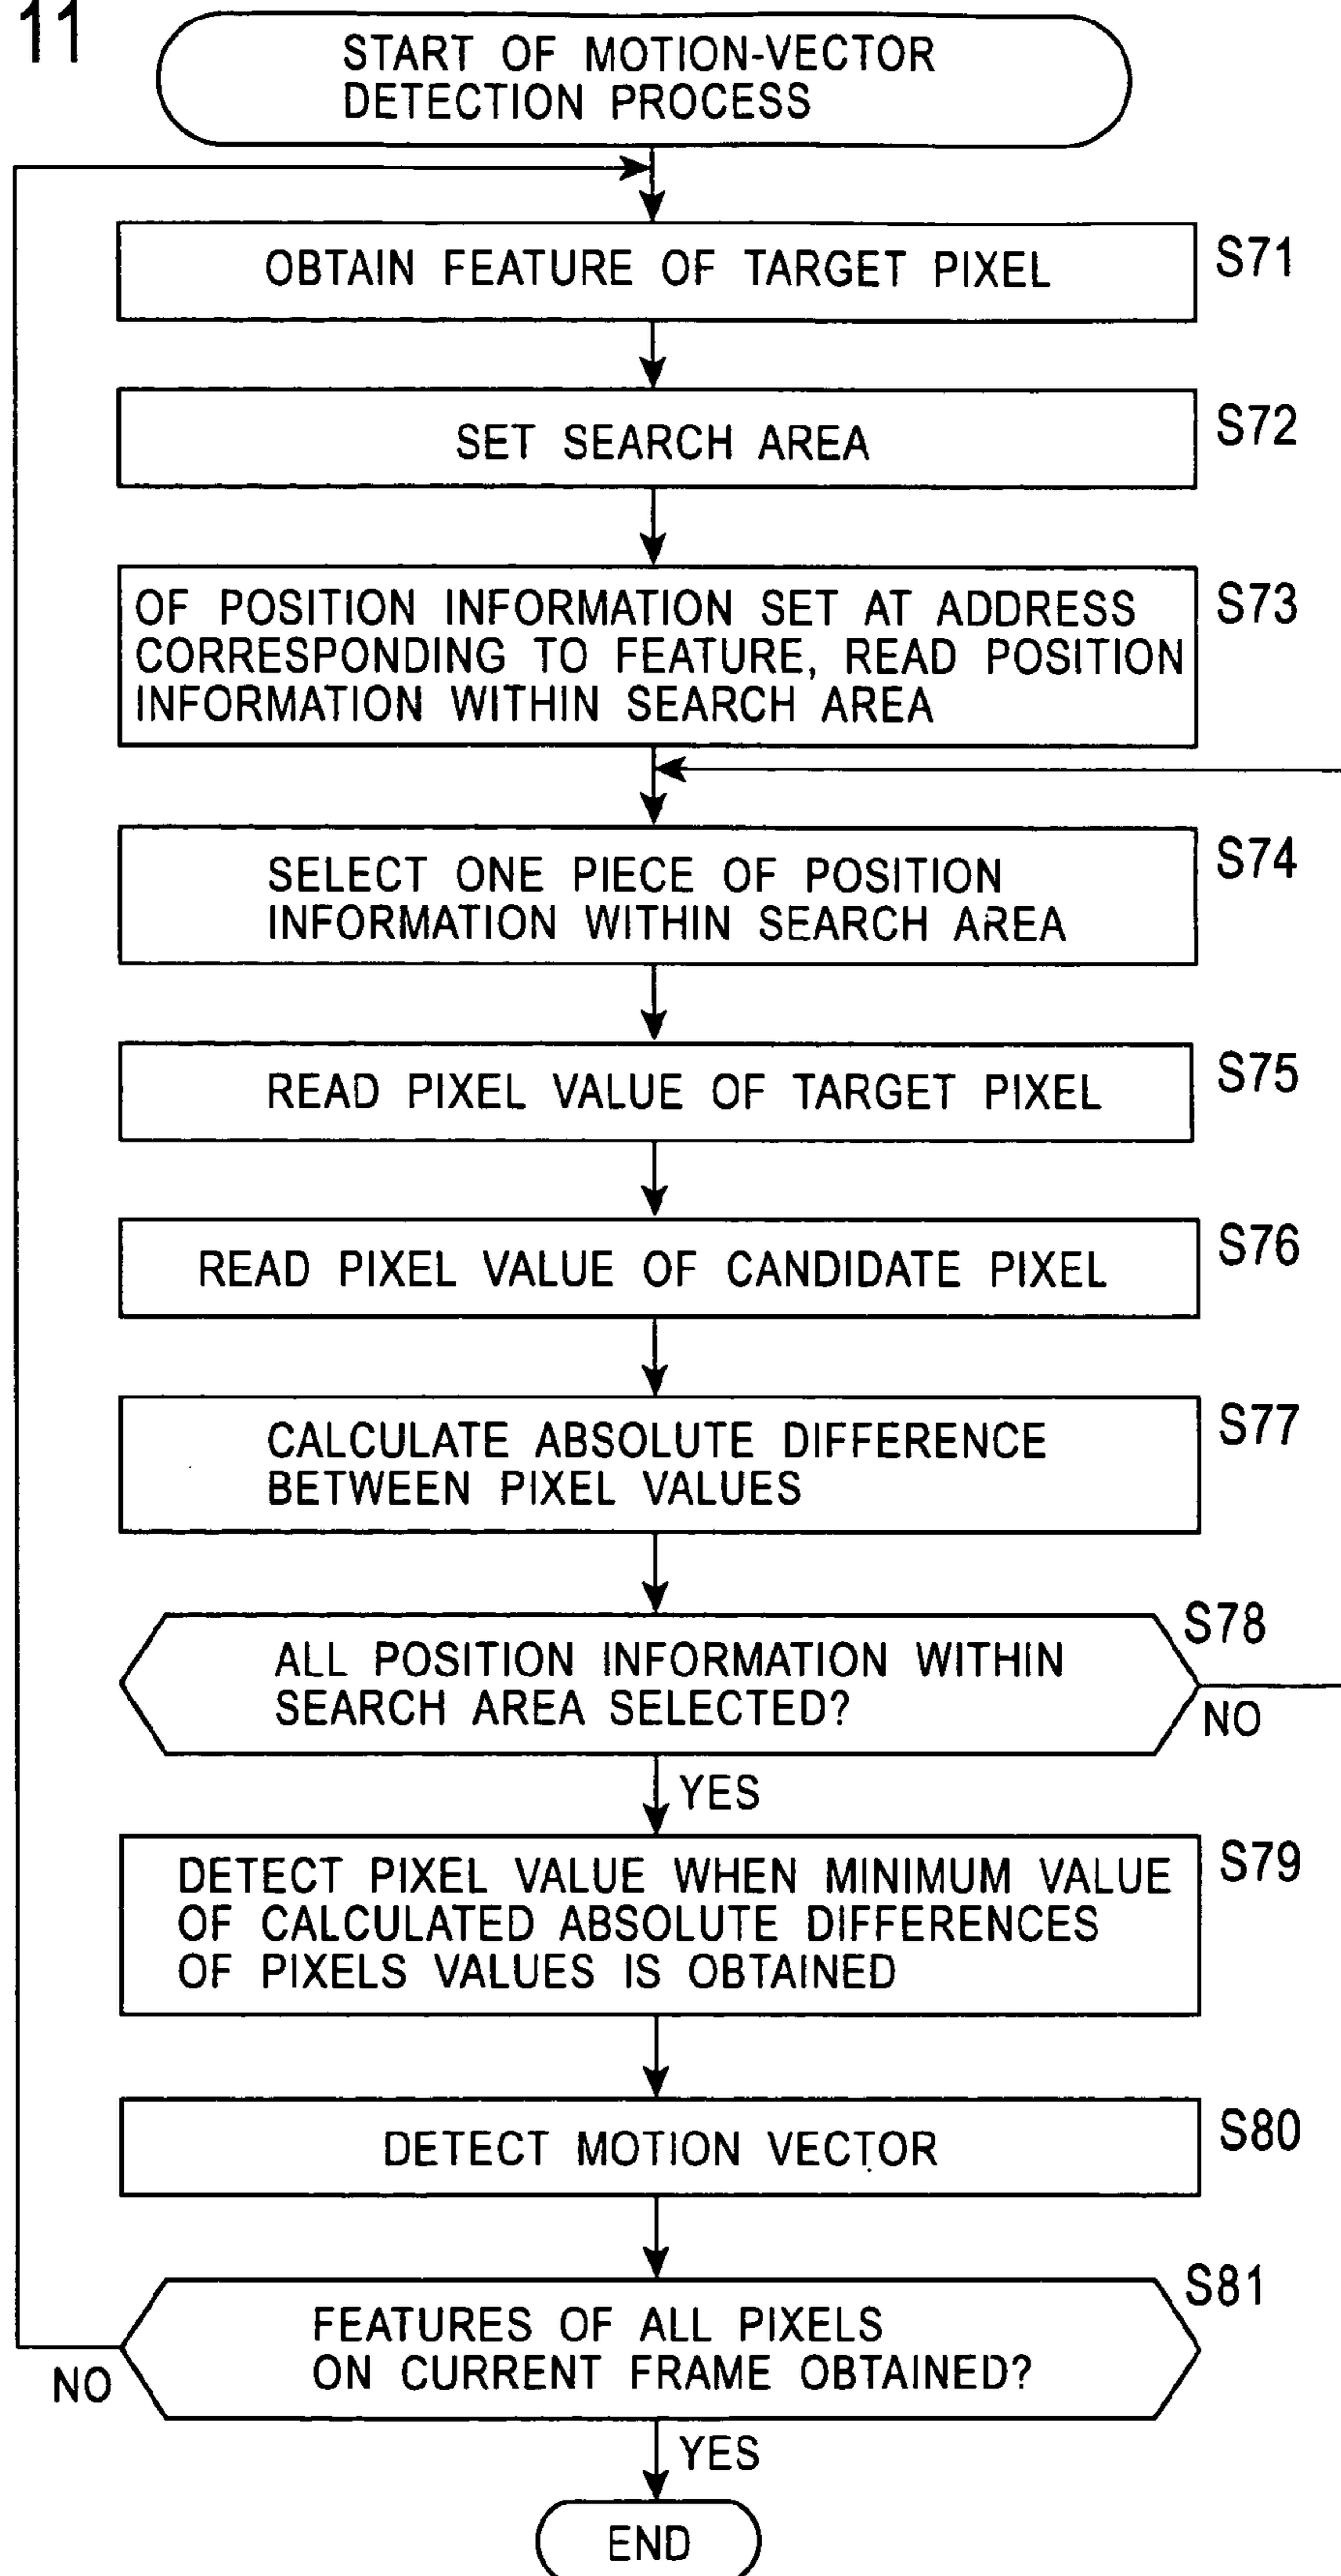 11
START OF MOTION-VECTOR
DETECTION PROCESS
OBTAIN FEATURE OF TARGET PIXEL
S71
SET SEARCH AREA
S72
OF POSITION INFORMATION SET AT ADDRESS
CORRESPONDING TO FEATURE, READ POSITION
INFORMATION WITHIN SEARCH AREA
S73
SELECT ONE PIECE OF POSITION
INFORMATION WITHIN SEARCH AREA
S74
READ PIXEL VALUE OF TARGET PIXEL
S75
READ PIXEL VALUE OF CANDIDATE PIXEL
S76
CALCULATE ABSOLUTE DIFFERENCE
BETWEEN PIXEL VALUES
S77
ALL POSITION INFORMATION WITHIN
SEARCH AREA SELECTED?
S78
NO
YES
DETECT PIXEL VALUE WHEN MINIMUM VALUE
OF CALCULATED ABSOLUTE DIFFERENCES
OF PIXELS VALUES IS OBTAINED
S79
DETECT MOTION VECTOR
S80
FEATURES OF ALL PIXELS
ON CURRENT FRAME OBTAINED?
S81
NO
YES
END